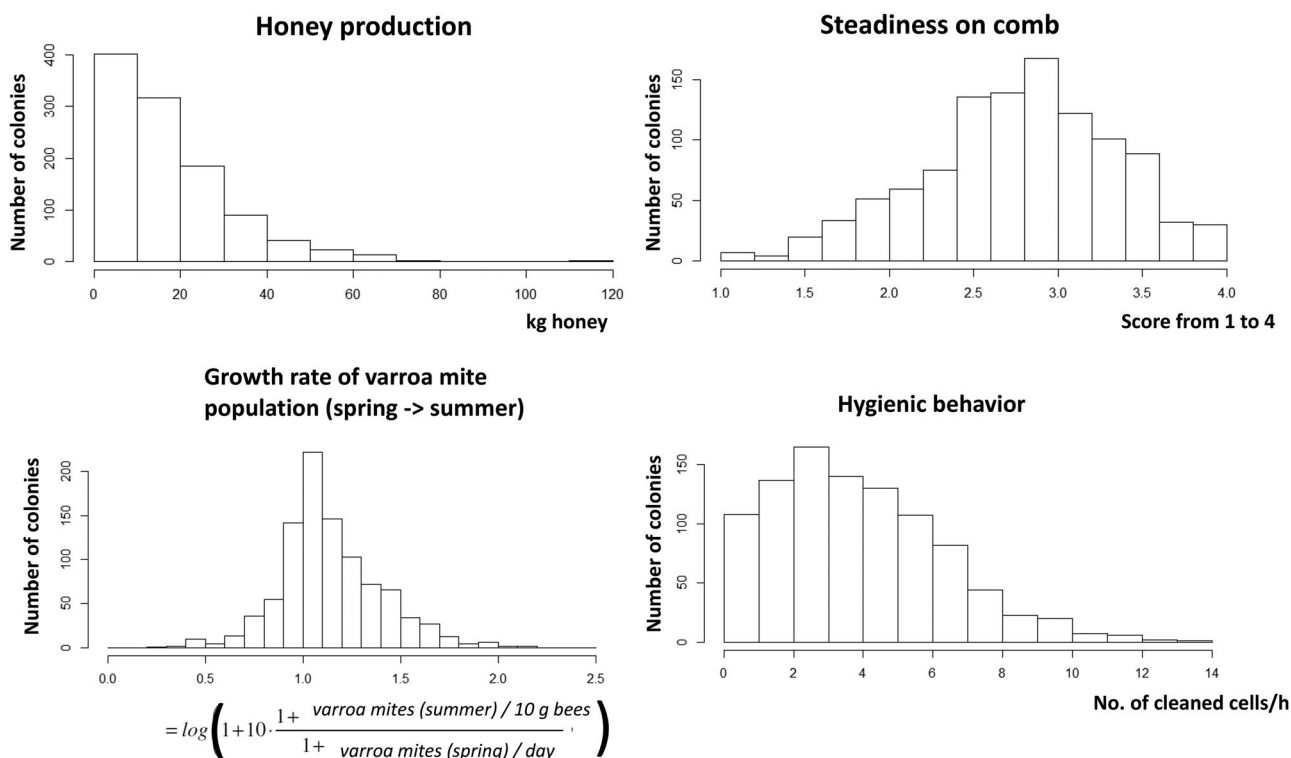 Honey production
Number of colonies
0 100 200 300 400
0 20 40 60 80 100 120
kg honey
Steadiness on comb
Number of colonies
0 50 100 150
1.0 1.5 2.0 2.5 3.0 3.5 4.0
Score from 1 to 4
Growth rate of varroa mite
population (spring -> summer)
Number of colonies
0 50 100 150 200
0.0 0.5 1.0 1.5 2.0 2.5
= log(1+10· 1+ varroa mites (summer) / 10 g bees
1+ varroa mites (spring) / day )
Hygienic behavior
Number of colonies
0 50 100 150
0 2 4 6 8 10 12 14
No. of cleaned cells/h